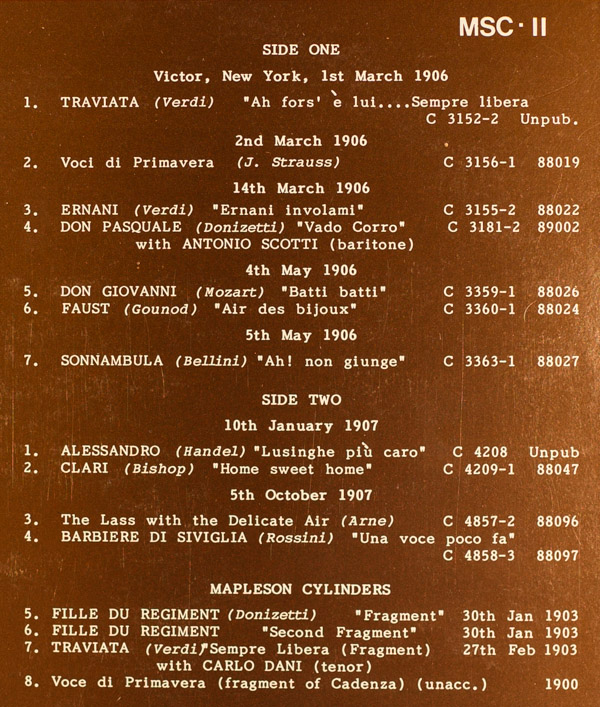 MSC·II
SIDE ONE
Victor, New York, 1st March 1906
1. TRAVIATA (Verdi) "Ah fors' è lui....Sempre libera
C 3152-2 Unpub.
2nd March 1906
2. Voci di Primavera (J. Strauss) C 3156-1 88019
14th March 1906
3. ERNANI (Verdi) "Ernani involami" C 3155-2 88022
4. DON PASQUALE (Donizetti) "Vado Corro" C 3181-2 89002
with ANTONIO SCOTTI (baritone)
4th May 1906
5. DON GIOVANNI (Mozart) "Batti batti" C 3359-1 88026
6. FAUST (Gounod) "Air des bijoux" C 3360-1 88024
5th May 1906
7. SONNAMBULA (Bellini) "Ah! non giunge" C 3363-1 88027
SIDE TWO
10th January 1907
1. ALESSANDRO (Handel) "Lusinghe più caro" C 4208 Unpub
2. CLARI (Bishop) "Home sweet home" C 4209-1 88047
5th October 1907
3. The Lass with the Delicate Air (Arne) C 4857-2 88096
4. BARBIERE DI SIVIGLIA (Rossini) "Una voce poco fa"
C 4858-3 88097
MAPLESON CYLINDERS
5. FILLE DU REGIMENT (Donizetti) "Fragment" 30th Jan 1903
6. FILLE DU REGIMENT "Second Fragment" 30th Jan 1903
7. TRAVIATA (Verdi)"Sempre Libera (Fragment) 27th Feb 1903
with CARLO DANI (tenor)
8. Voce di Primavera (fragment of Cadenza) (unacc.) 1900